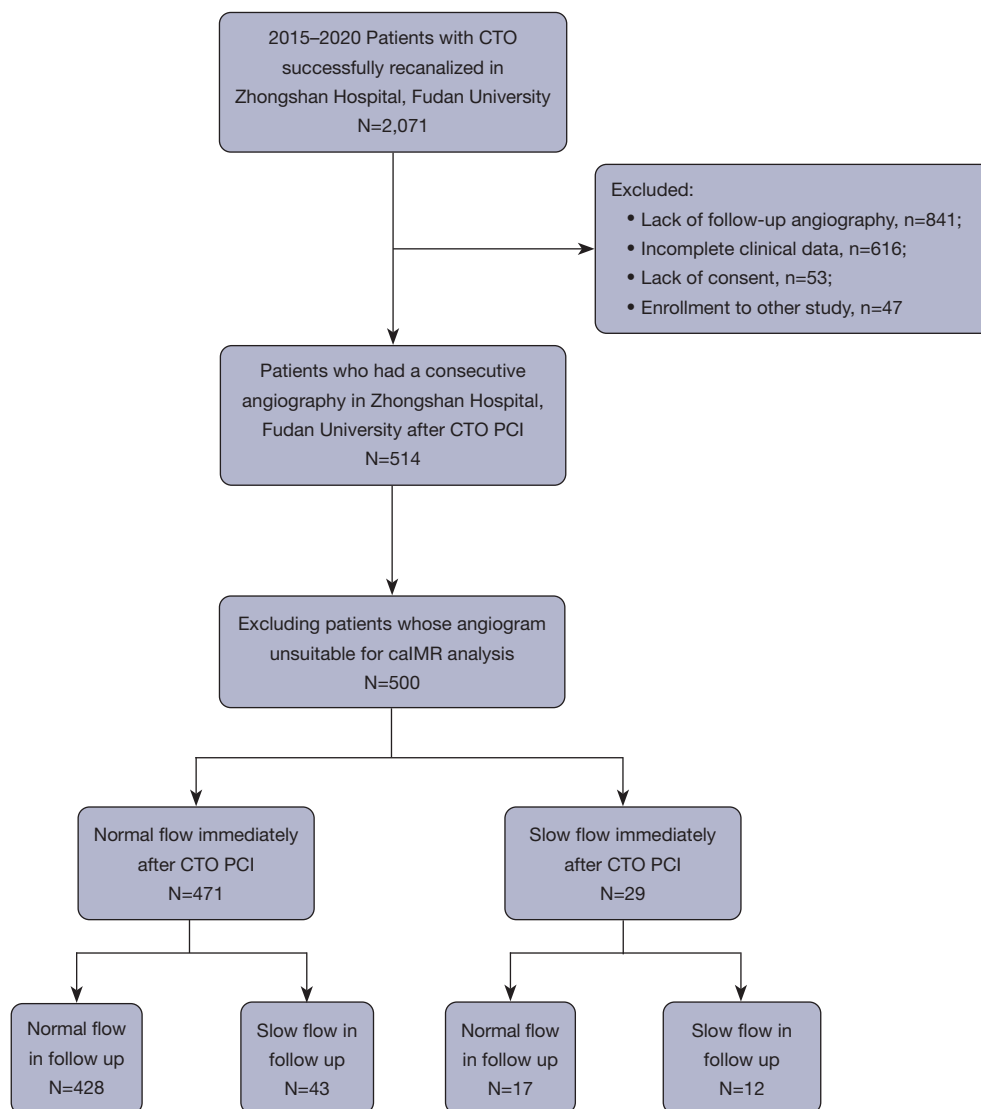 2015–2020 Patients with CTO
successfully recanalized in
Zhongshan Hospital, Fudan University
N=2,071
Excluded:
• Lack of follow-up angiography, n=841;
• Incomplete clinical data, n=616;
• Lack of consent, n=53;
• Enrollment to other study, n=47
Patients who had a consecutive
angiography in Zhongshan Hospital,
Fudan University after CTO PCI
N=514
Excluding patients whose angiogram
unsuitable for caIMR analysis
N=500
Normal flow immediately
after CTO PCI
N=471
Slow flow immediately
after CTO PCI
N=29
Normal flow
in follow up
N=428
Slow flow in
follow up
N=43
Normal flow
in follow up
N=17
Slow flow in
follow up
N=12